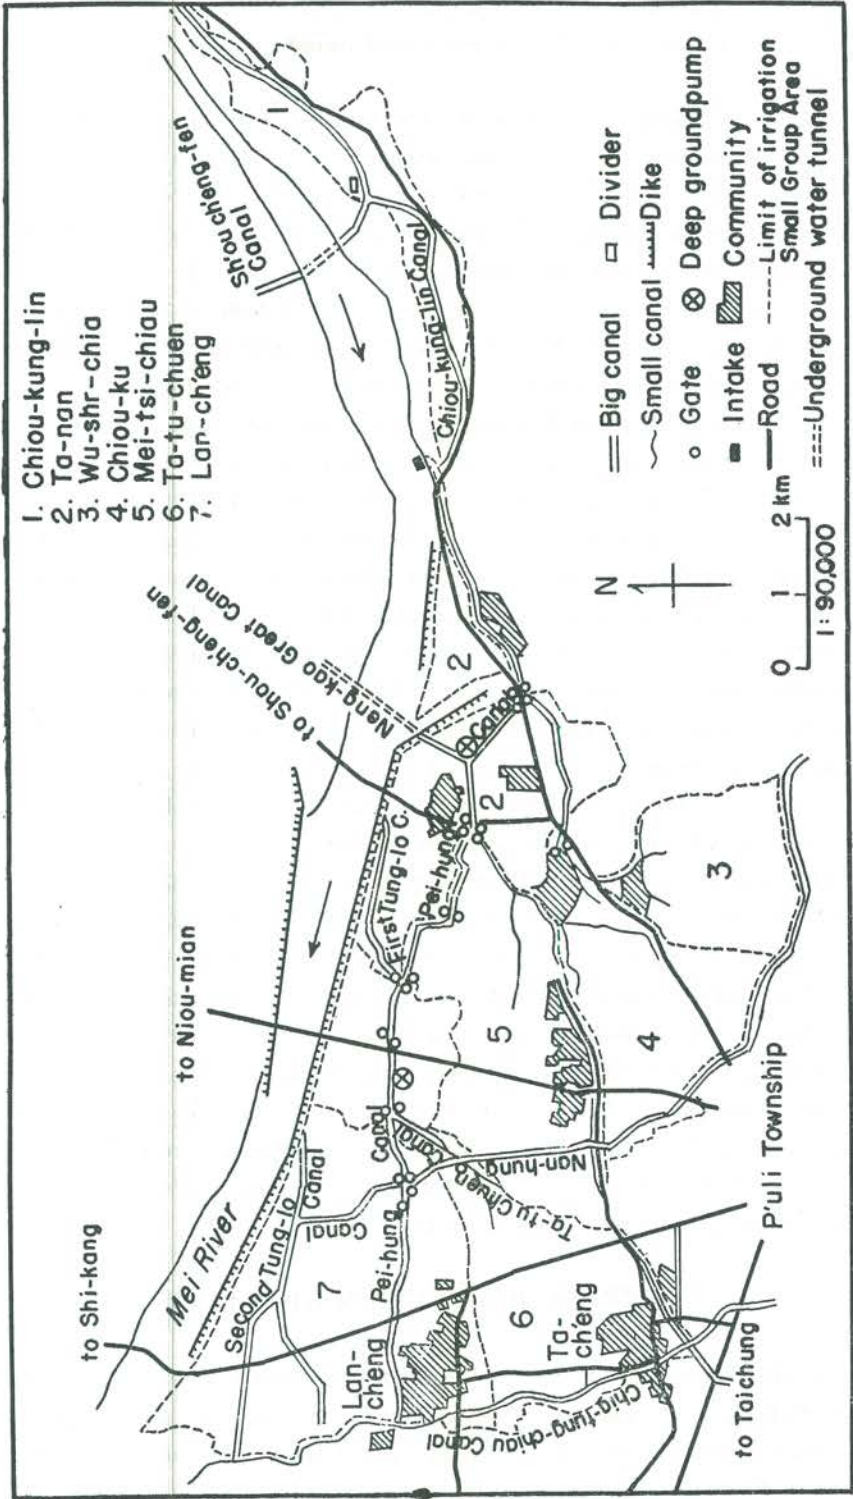 1. Chiou-kung-lin
2. Ta-nan
3. Wu-shr-chia
4. Chiou-ku
5. Mei-tsi-chiau
6. Ta-tu-chuen
7. Lan-ch'eng
to Shi-kang
to Niou-mian
to Shou-ch'eng-fen
Neng-kao Great Canal
Shou cheng-fen
Canal
1
Mei River
Second Tung-lo
Canal
Canal
First Tung-lo C.
Pei-hung
Canal
Chiou-kung-lin Canal
2
2
7
Pei-hung
Canal
Lan-
ch'eng
Canal
Ta-tu Chuen
Nan-hung
5
3
4
6
Ta-
ch'eng
Chig-tung-chiau Canal
P'uli Township
to Taichung
Big canal
Divider
Small canal
Dike
Gate
Deep groundpump
Intake
Community
Road
Limit of irrigation
Small Group Area
Underground water tunnel
N
0 1 2 km
1:90,000